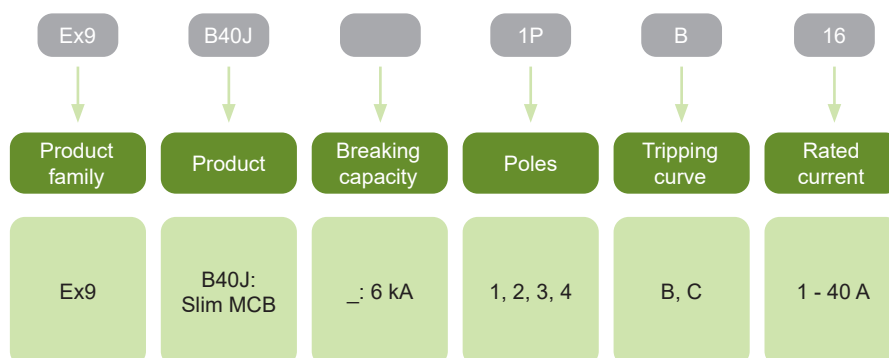 Ex9 B40J 1P B 16
Product family Product Breaking capacity Poles Tripping curve Rated current
Ex9 B40J: Slim MCB _: 6 kA 1, 2, 3, 4 B, C 1 - 40 A